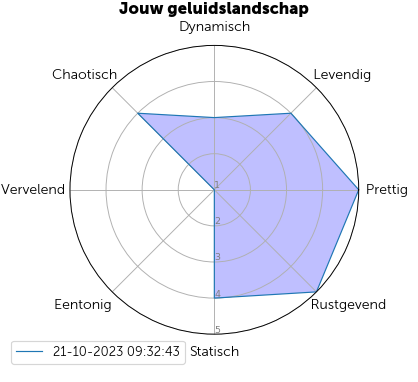 Jouw geluidslandschap
Dynamisch
Chaotisch
Levendig
Vervelend
1
Prettig
2
3
4
Eentonig
Rustgevend
5
21-10-2023 09:32:43
Statisch